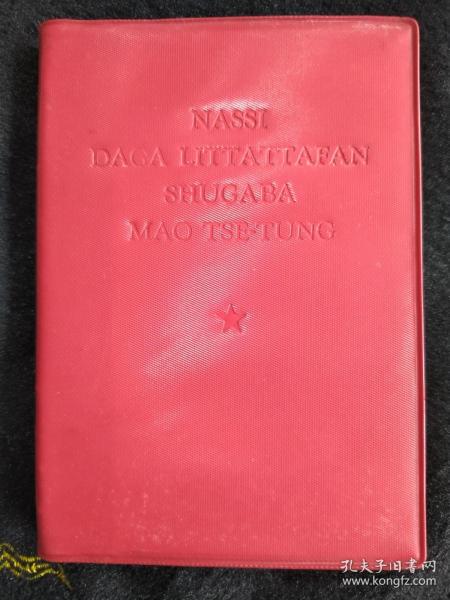 NASSI
DAGA LITTATTAFAN
SHUGABA
MAO TSE-TUNG
孔夫子旧书网
www.kongfz.com